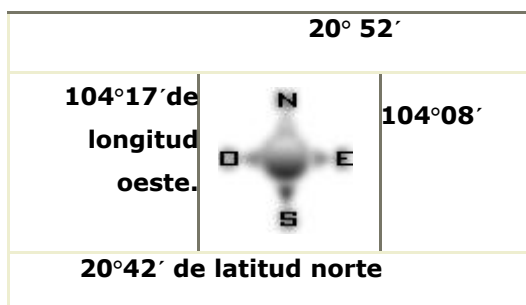 20° 52′
104°17′de
longitud
oeste.
N
O E
S
104°08′
20°42′ de latitud norte